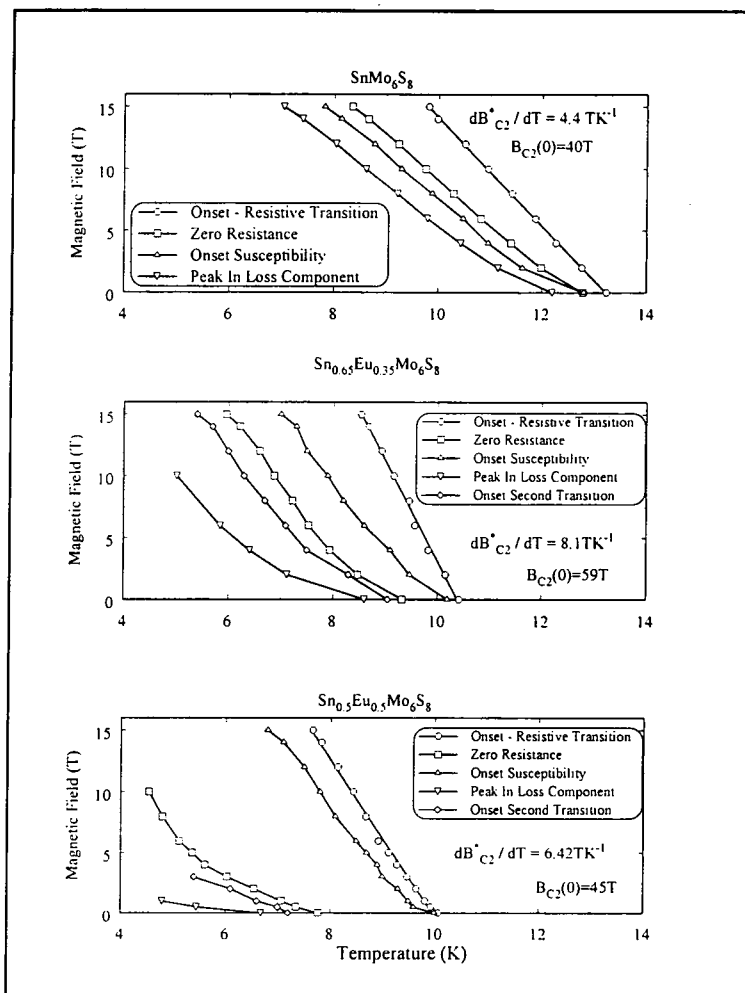 SnMo₆S₈
15
10
5
0
Magnetic Field (T)
dB*C2 / dT = 4.4 TK⁻¹
BC2(0)=40T
Onset - Resistive Transition
Zero Resistance
Onset Susceptibility
Peak In Loss Component
4 6 8 10 12 14
Sn₀.₆₅Eu₀.₃₅Mo₆S₈
15
10
5
0
Magnetic Field (T)
Onset - Resistive Transition
Zero Resistance
Onset Susceptibility
Peak In Loss Component
Onset Second Transition
dB*C2 / dT = 8.1TK⁻¹
BC2(0)=59T
4 6 8 10 12 14
Sn₀.₅Eu₀.₅Mo₆S₈
15
10
5
0
Magnetic Field (T)
Onset - Resistive Transition
Zero Resistance
Onset Susceptibility
Peak In Loss Component
Onset Second Transition
dB*C2 / dT = 6.42TK⁻¹
BC2(0)=45T
4 6 8 10 12 14
Temperature (K)